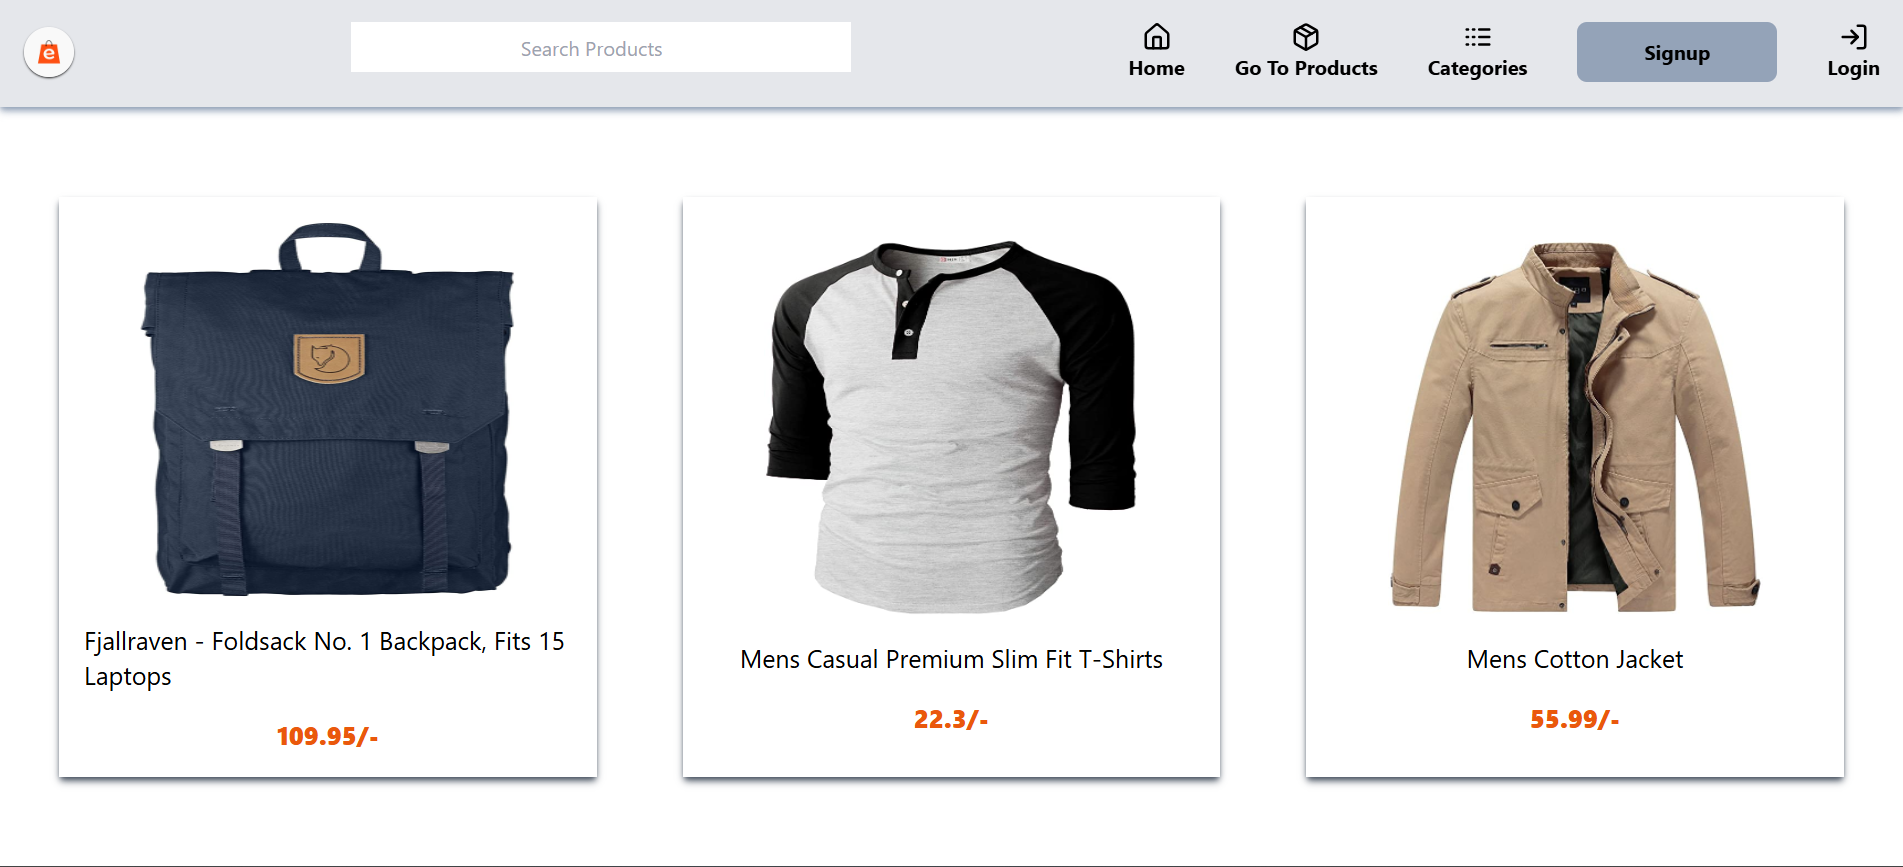 e
Search Products
Home
Go To Products
Categories
Signup
Login
Fjallraven - Foldsack No. 1 Backpack, Fits 15
Laptops
109.95/-
Mens Casual Premium Slim Fit T-Shirts
22.3/-
Mens Cotton Jacket
55.99/-